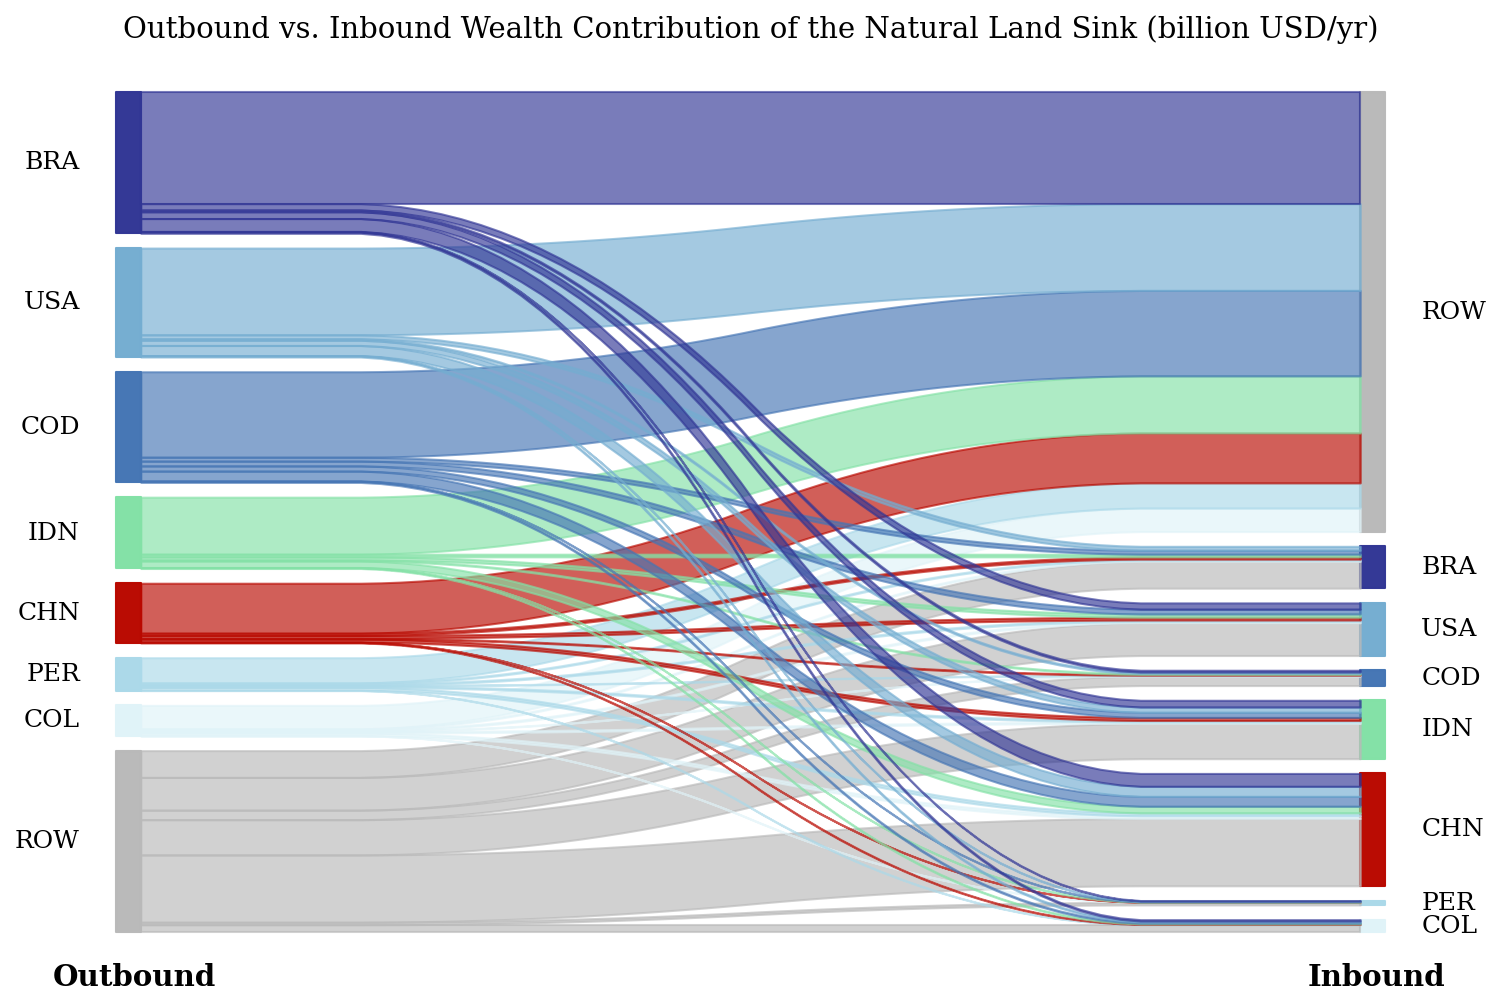 Outbound vs. Inbound Wealth Contribution of the Natural Land Sink (billion USD/yr)
BRA
USA
COD
IDN
CHN
PER
COL
ROW
ROW
BRA
USA
COD
IDN
CHN
PER
COL
Outbound
Inbound